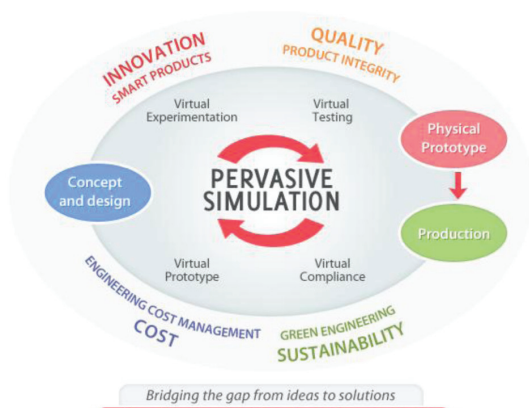 INNOVATION
SMART PRODUCTS
QUALITY
PRODUCT INTEGRITY
Virtual
Experimentation
Virtual
Testing
Physical
Prototype
Concept
and design
PERVASIVE
SIMULATION
Production
Virtual
Prototype
Virtual
Compliance
ENGINEERING COST MANAGEMENT
COST
GREEN ENGINEERING
SUSTAINABILITY
Bridging the gap from ideas to solutions